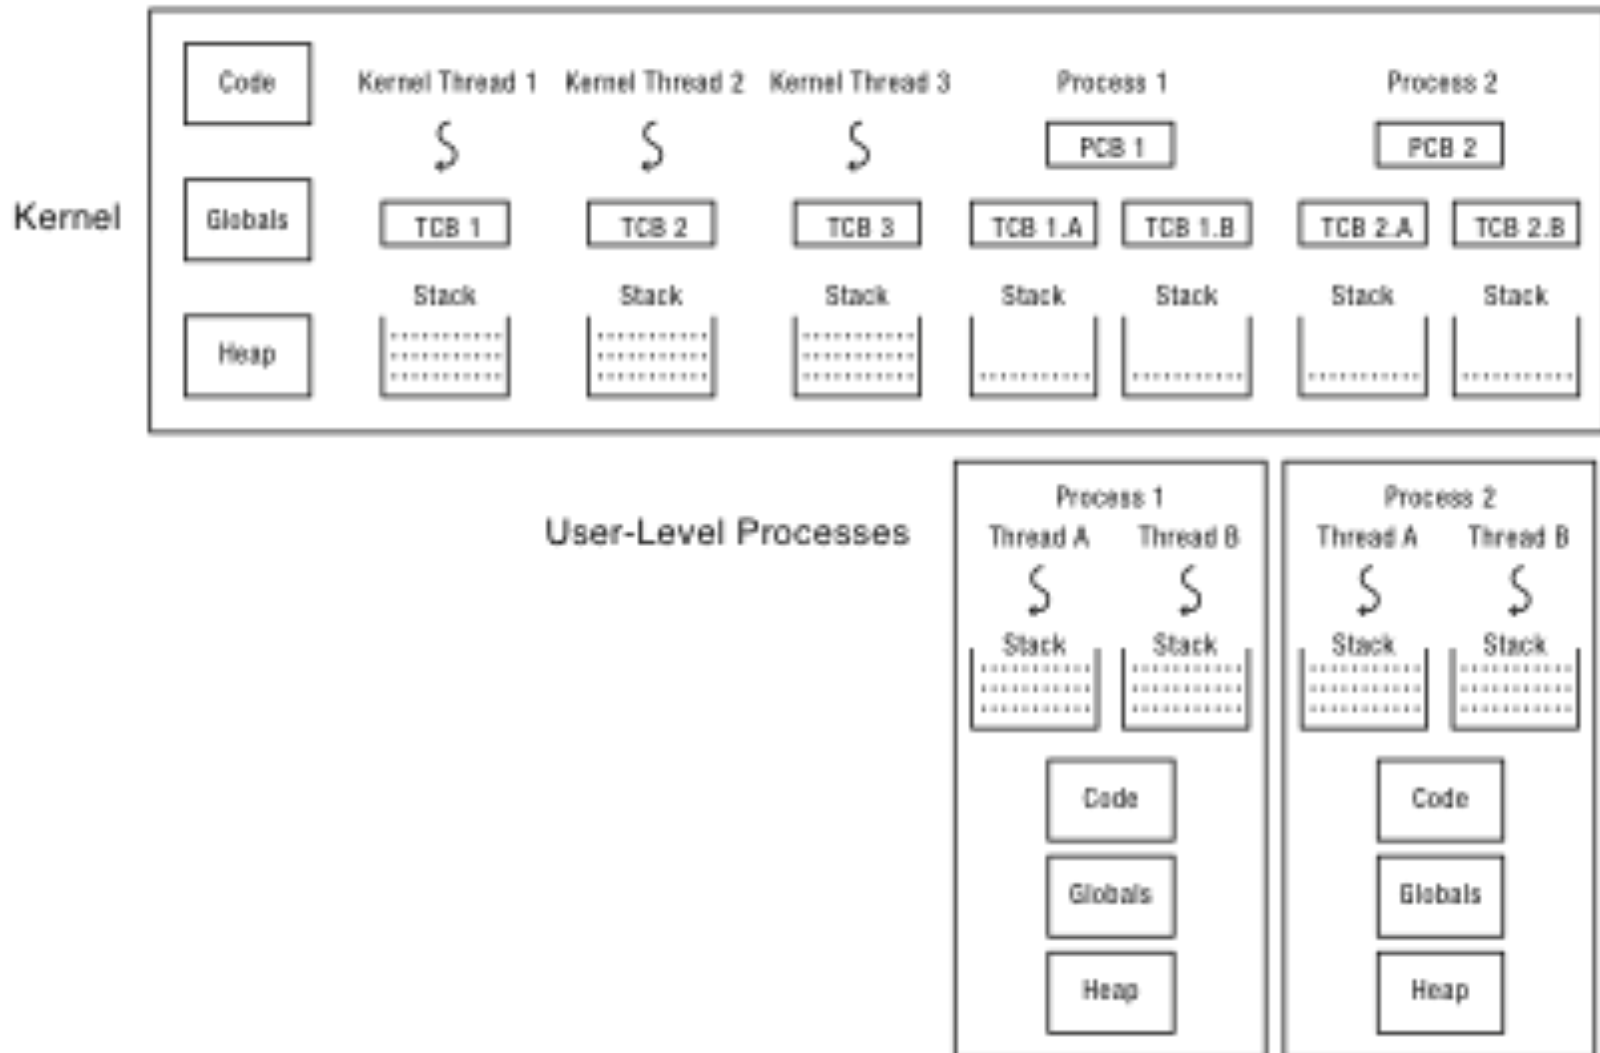 Code
Kernel Thread 1 Kernel Thread 2 Kernel Thread 3 Process 1 Process 2
PCB 1 PCB 2
Kernel
Globals
TCB 1 TCB 2 TCB 3 TCB 1.A TCB 1.B TCB 2.A TCB 2.B
Stack Stack Stack Stack Stack Stack Stack
Heap
User-Level Processes
Process 1
Thread A Thread B
Stack Stack
Code
Globals
Heap
Process 2
Thread A Thread B
Stack Stack
Code
Globals
Heap